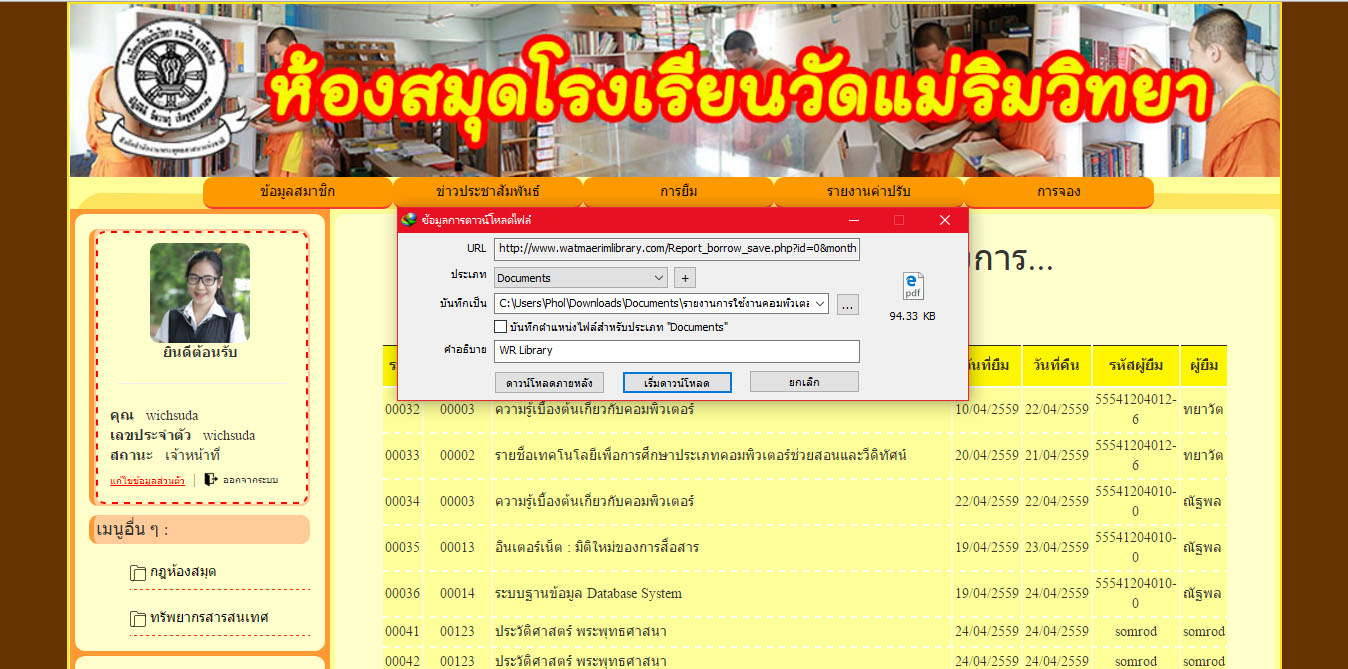 ห้องสมุดโรงเรียนวัดแม่ริมวิทยา
ข้อมูลสมาชิก
ข่าวประชาสัมพันธ์
การยืม
รายงานค่าปรับ
การจอง
ข้อมูลการดาวน์โหลดไฟล์
URL
http://www.watmaerimlibrary.com/Report_borrow_save.php?id=0&month
ประเภท
Documents
+
บันทึกเป็น
C:\Users\Phol\Downloads\Documents\รายงานการใช้งานคอมพิวเตอ
...
บันทึกตำแหน่งไฟล์สำหรับประเภท "Documents"
คำอธิบาย
WR Library
pdf
94.33 KB
ดาวน์โหลดภายหลัง
เริ่มดาวน์โหลด
ยกเลิก
การ...
ยินดีต้อนรับ
คุณ wichsuda
เลขประจำตัว wichsuda
สถานะ เจ้าหน้าที่
แก้ไขข้อมูลส่วนตัว | ออกจากระบบ
เมนูอื่น ๆ :
กฎห้องสมุด
ทรัพยากรสารสนเทศ
วันที่ยืม วันที่คืน รหัสผู้ยืม ผู้ยืม
00032 00003 ความรู้เบื้องต้นเกี่ยวกับคอมพิวเตอร์ 10/04/2559 22/04/2559 55541204012-6 ทยาวัต
00033 00002 รายชื่อเทคโนโลยีเพื่อการศึกษาประเภทคอมพิวเตอร์ช่วยสอนและวีดิทัศน์ 20/04/2559 21/04/2559 55541204012-6 ทยาวัต
00034 00003 ความรู้เบื้องต้นเกี่ยวกับคอมพิวเตอร์ 22/04/2559 22/04/2559 55541204010-0 ณัฐพล
00035 00013 อินเตอร์เน็ต : มิติใหม่ของการสื่อสาร 19/04/2559 23/04/2559 55541204010-0 ณัฐพล
00036 00014 ระบบฐานข้อมูล Database System 19/04/2559 24/04/2559 55541204010-0 ณัฐพล
00041 00123 ประวัติศาสตร์ พระพุทธศาสนา 24/04/2559 24/04/2559 somrod somrod
00042 00123 ประวัติศาสตร์ พระพุทธศาสนา 24/04/2559 24/04/2559 somrod somrod